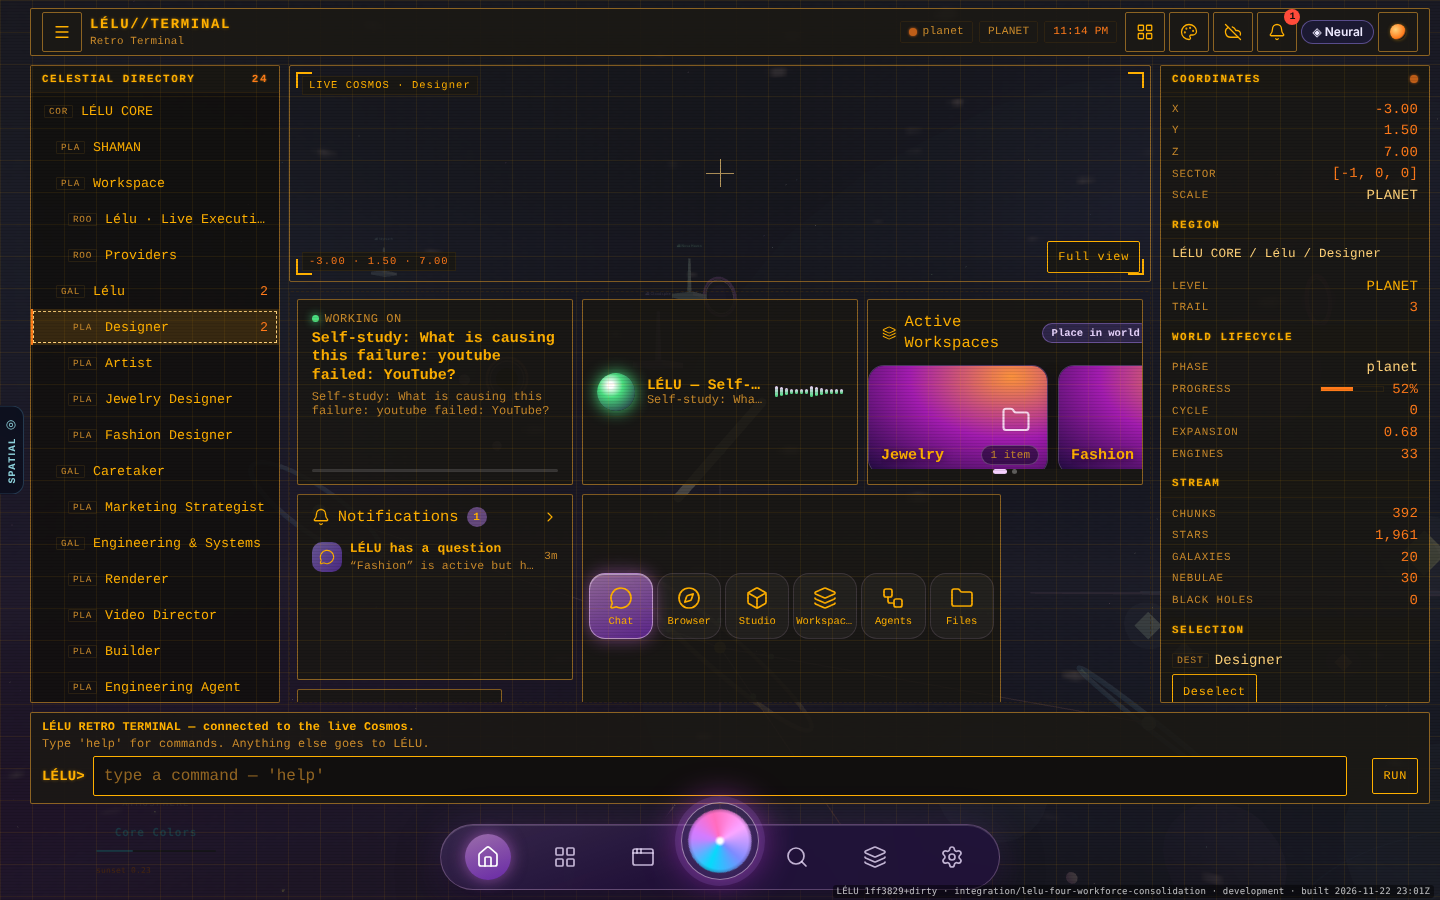 LÉLU//TERMINAL
Retro Terminal
planet
PLANET
11:14 PM
1
◈ Neural
CELESTIAL DIRECTORY 24
COR LÉLU CORE
PLA SHAMAN
PLA Workspace
ROO Lélu · Live Executi…
ROO Providers
GAL Lélu 2
PLA Designer 2
PLA Artist
PLA Jewelry Designer
PLA Fashion Designer
GAL Caretaker
PLA Marketing Strategist
GAL Engineering & Systems
PLA Renderer
PLA Video Director
PLA Builder
PLA Engineering Agent
SPATIAL
LIVE COSMOS · Designer
-3.00 · 1.50 · 7.00
Full view
WORKING ON
Self-study: What is causing
this failure: youtube
failed: YouTube?
Self-study: What is causing this
failure: youtube failed: YouTube?
LÉLU — Self-…
Self-study: Wha…
Active
Workspaces
Place in world
Jewelry
1 item
Fashion
Notifications 1
LÉLU has a question
3m
“Fashion” is active but h…
Chat
Browser
Studio
Workspac…
Agents
Files
COORDINATES
X -3.00
Y 1.50
Z 7.00
SECTOR [-1, 0, 0]
SCALE PLANET
REGION
LÉLU CORE / Lélu / Designer
LEVEL PLANET
TRAIL 3
WORLD LIFECYCLE
PHASE planet
PROGRESS 52%
CYCLE 0
EXPANSION 0.68
ENGINES 33
STREAM
CHUNKS 392
STARS 1,961
GALAXIES 20
NEBULAE 30
BLACK HOLES 0
SELECTION
DEST Designer
Deselect
LÉLU RETRO TERMINAL — connected to the live Cosmos.
Type 'help' for commands. Anything else goes to LÉLU.
LÉLU> type a command — 'help'
RUN
Core Colors
LÉLU 1ff3829+dirty · integration/lelu-four-workforce-consolidation · development · built 2026-11-22 23:01Z